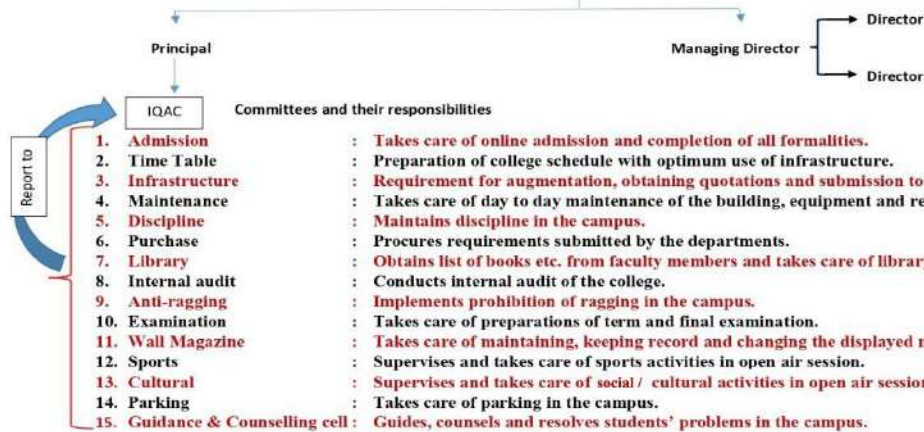 Director
Principal
Managing Director
Director
IQAC
Committees and their responsibilities
Report to
1. Admission : Takes care of online admission and completion of all formalities.
2. Time Table : Preparation of college schedule with optimum use of infrastructure.
3. Infrastructure : Requirement for augmentation, obtaining quotations and submission to
4. Maintenance : Takes care of day to day maintenance of the building, equipment and re
5. Discipline : Maintains discipline in the campus.
6. Purchase : Procures requirements submitted by the departments.
7. Library : Obtains list of books etc. from faculty members and takes care of librar
8. Internal audit : Conducts internal audit of the college.
9. Anti-ragging : Implements prohibition of ragging in the campus.
10. Examination : Takes care of preparations of term and final examination.
11. Wall Magazine : Takes care of maintaining, keeping record and changing the displayed
12. Sports : Supervises and takes care of sports activities in open air session.
13. Cultural : Supervises and takes care of social / cultural activities in open air session
14. Parking : Takes care of parking in the campus.
15. Guidance & Counselling cell : Guides, counsels and resolves students' problems in the campus.